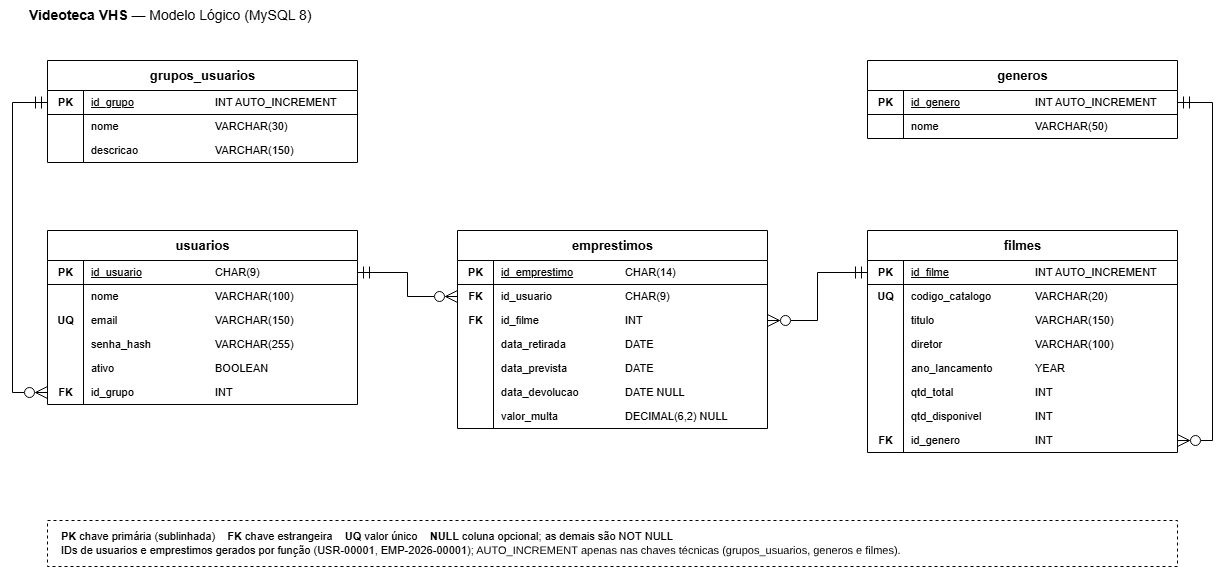 Videoteca VHS — Modelo Lógico (MySQL 8)
grupos_usuarios
PK id_grupo INT AUTO_INCREMENT
nome VARCHAR(30)
descricao VARCHAR(150)
generos
PK id_genero INT AUTO_INCREMENT
nome VARCHAR(50)
usuarios
PK id_usuario CHAR(9)
nome VARCHAR(100)
UQ email VARCHAR(150)
senha_hash VARCHAR(255)
ativo BOOLEAN
FK id_grupo INT
emprestimos
PK id_emprestimo CHAR(14)
FK id_usuario CHAR(9)
FK id_filme INT
data_retirada DATE
data_prevista DATE
data_devolucao DATE NULL
valor_multa DECIMAL(6,2) NULL
filmes
PK id_filme INT AUTO_INCREMENT
UQ codigo_catalogo VARCHAR(20)
titulo VARCHAR(150)
diretor VARCHAR(100)
ano_lancamento YEAR
qtd_total INT
qtd_disponivel INT
FK id_genero INT
PK chave primária (sublinhada) FK chave estrangeira UQ valor único NULL coluna opcional; as demais são NOT NULL
IDs de usuarios e emprestimos gerados por função (USR-00001, EMP-2026-00001); AUTO_INCREMENT apenas nas chaves técnicas (grupos_usuarios, generos e filmes).